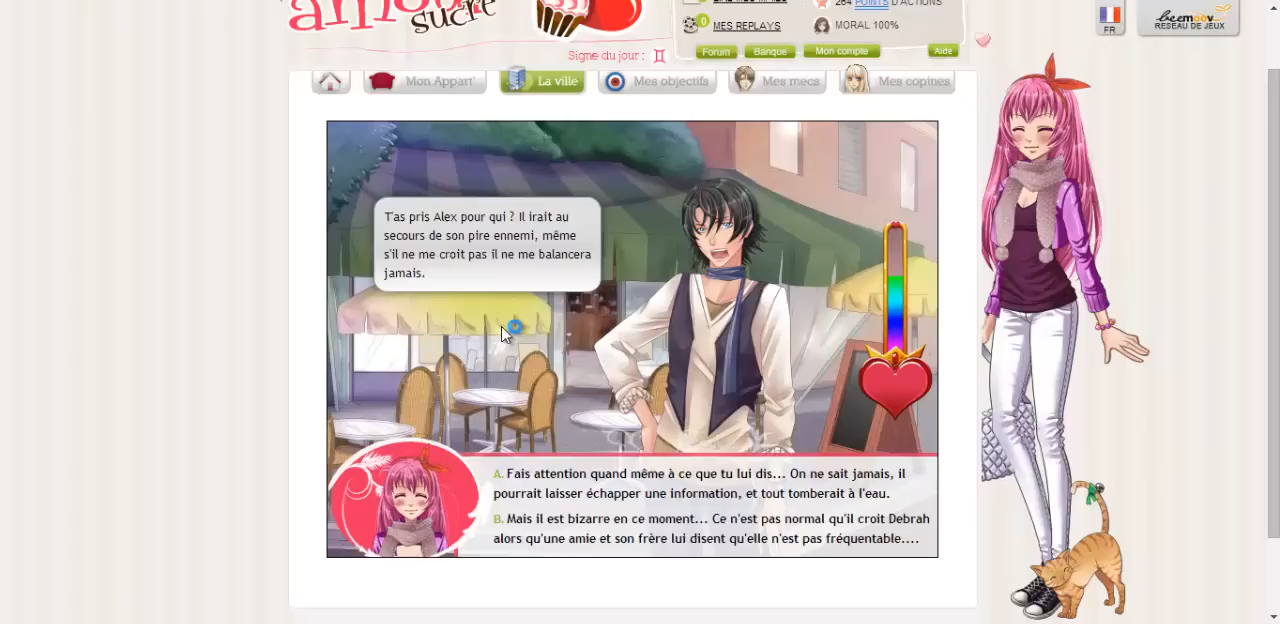 amour
sucre
264 POINTS D'ACTIONS
0 MES REPLAYS
MORAL 100%
Signe du jour :
Forum
Banque
Mon compte
Aide
FR
beemoov
RESEAU DE JEUX
Mon Appart'
La ville
Mes objectifs
Mes mecs
Mes copines
T'as pris Alex pour qui ? Il irait au
secours de son pire ennemi, même
s'il ne me croit pas il ne me balancera
jamais.
A. Fais attention quand même à ce que tu lui dis... On ne sait jamais, il
pourrait laisser échapper une information, et tout tomberait à l'eau.
B. Mais il est bizarre en ce moment... Ce n'est pas normal qu'il croit Debrah
alors qu'une amie et son frère lui disent qu'elle n'est pas fréquentable....